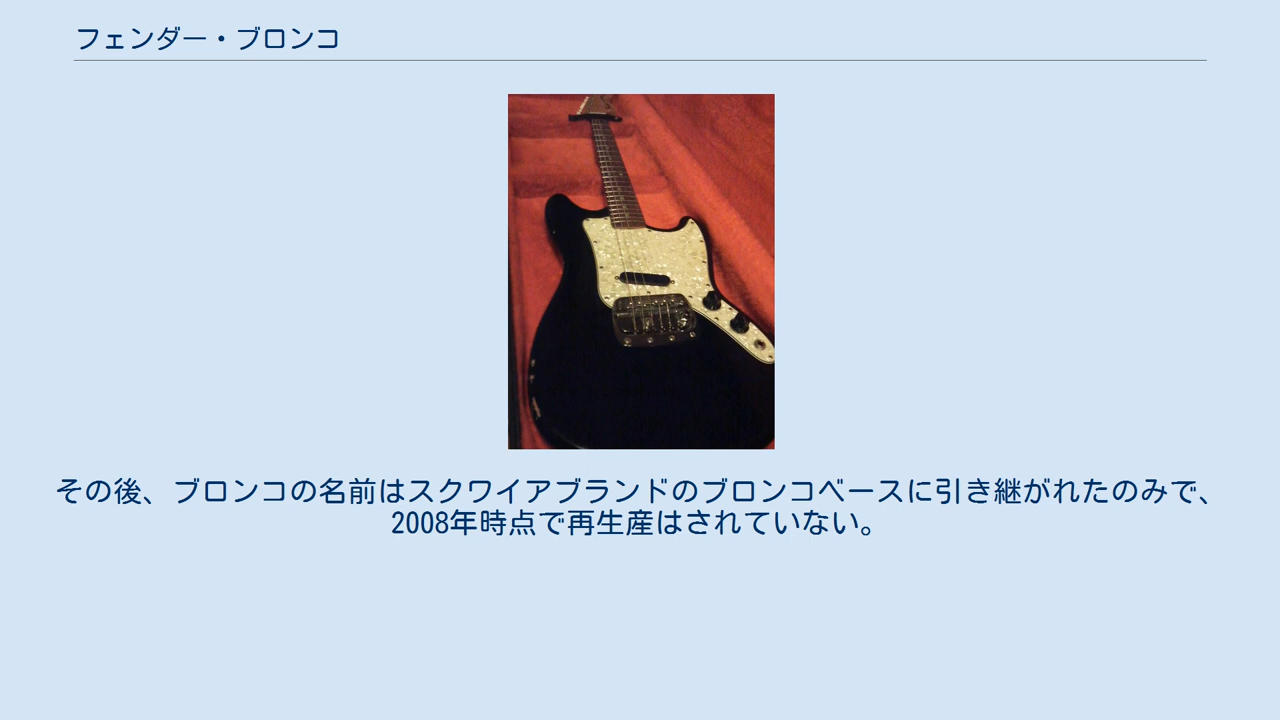 フェンダー・ブロンコ
その後、ブロンコの名前はスクワイアブランドのブロンコベースに引き継がれたのみで、
2008年時点で再生産はされていない。